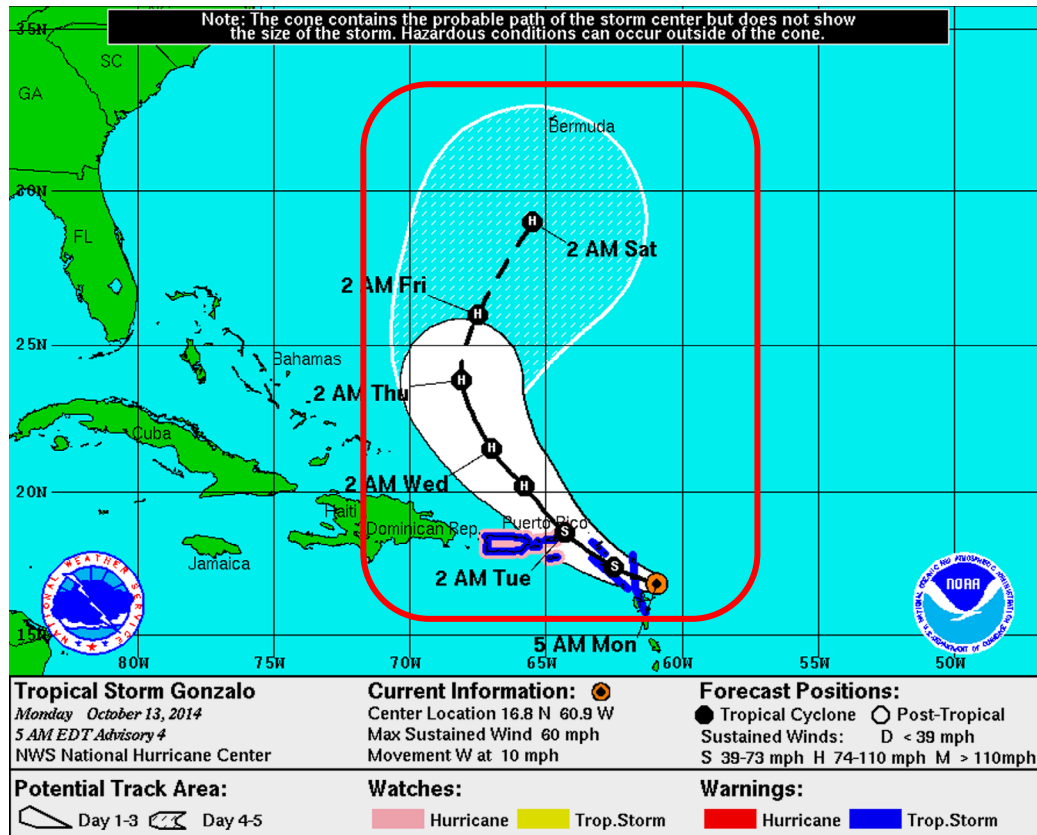 Note: The cone contains the probable path of the storm center but does not show
the size of the storm. Hazardous conditions can occur outside of the cone.
35N
SC
GA
Bermuda
30N
FL
2 AM Sat
2 AM Fri
25N
Bahamas
2 AM Thu
Cuba
2 AM Wed
20N
Haiti
Dominican Rep.
Puerto Rico
Jamaica
2 AM Tue
NATIONAL WEATHER SERVICE
NOAA
15N
5 AM Mon
80W 75W 70W 65W 60W 55W 50W
H
H
H
H
H
S
S
Tropical Storm Gonzalo
Monday October 13, 2014
5 AM EDT Advisory 4
NWS National Hurricane Center
Current Information:
Center Location 16.8 N 60.9 W
Max Sustained Wind 60 mph
Movement W at 10 mph
Forecast Positions:
Tropical Cyclone Post-Tropical
Sustained Winds: D < 39 mph
S 39-73 mph H 74-110 mph M > 110mph
Potential Track Area:
Day 1-3 Day 4-5
Watches:
Hurricane Trop.Storm
Warnings:
Hurricane Trop.Storm